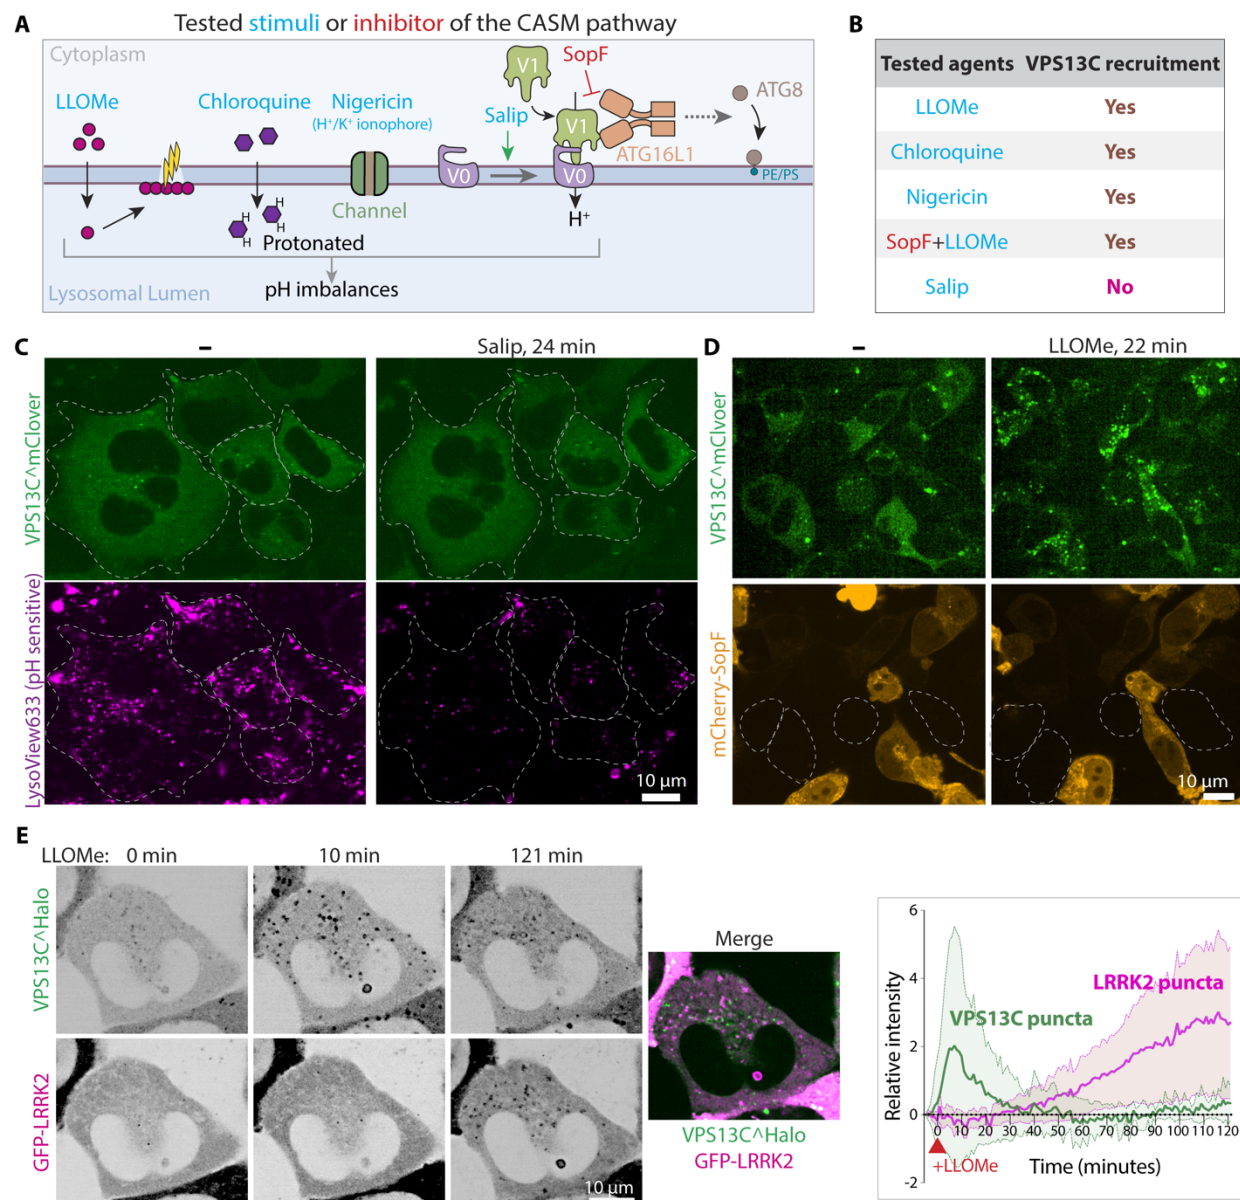 A
Tested stimuli or inhibitor of the CASM pathway
Cytoplasm
LLOMe
Chloroquine
Nigericin
(H⁺/K⁺ ionophore)
V1
SopF
Salip
V1
ATG16L1
ATG8
V0
V0
PE/PS
Channel
H
H
H
H
Protonated
H⁺
pH imbalances
Lysosomal Lumen
B
Tested agents VPS13C recruitment
LLOMe Yes
Chloroquine Yes
Nigericin Yes
SopF+LLOMe Yes
Salip No
C
–
Salip, 24 min
VPS13C^mClover
LysoView633 (pH sensitive)
10 µm
D
–
LLOMe, 22 min
VPS13C^mClvoer
mCherry-SopF
10 µm
E
LLOMe: 0 min 10 min 121 min
VPS13C^Halo
GFP-LRRK2
10 µm
Merge
VPS13C^Halo
GFP-LRRK2
6
4
2
0
-2
Relative intensity
LRRK2 puncta
VPS13C puncta
0 10 20 30 40 50 60 70 80 90 100 110 120
+LLOMe
Time (minutes)